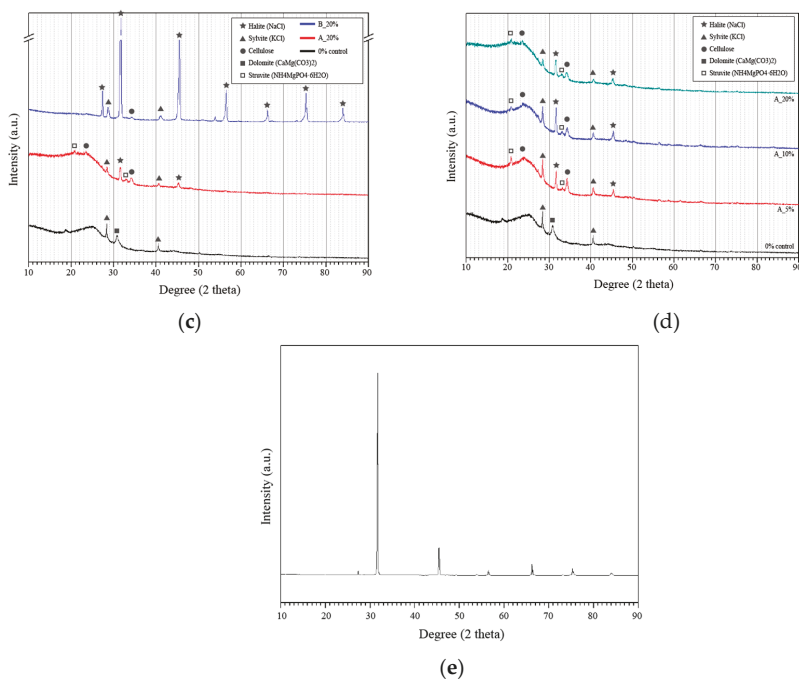 Halite (NaCl) B_20%
Sylvite (KCl) A_20%
Cellulose 0% control
Dolomite (CaMg(CO3)2)
Struvite (NH4MgPO4·6H2O)
Intensity (a.u.)
10 20 30 40 50 60 70 80 90
Degree (2 theta)
(c)
Halite (NaCl)
Sylvite (KCl)
Cellulose
Dolomite (CaMg(CO3)2)
Struvite (NH4MgPO4·6H2O)
A_20%
A_10%
A_5%
0% control
Intensity (a.u.)
10 20 30 40 50 60 70 80 90
Degree (2 theta)
(d)
Intensity (a.u.)
10 20 30 40 50 60 70 80 90
Degree (2 theta)
(e)